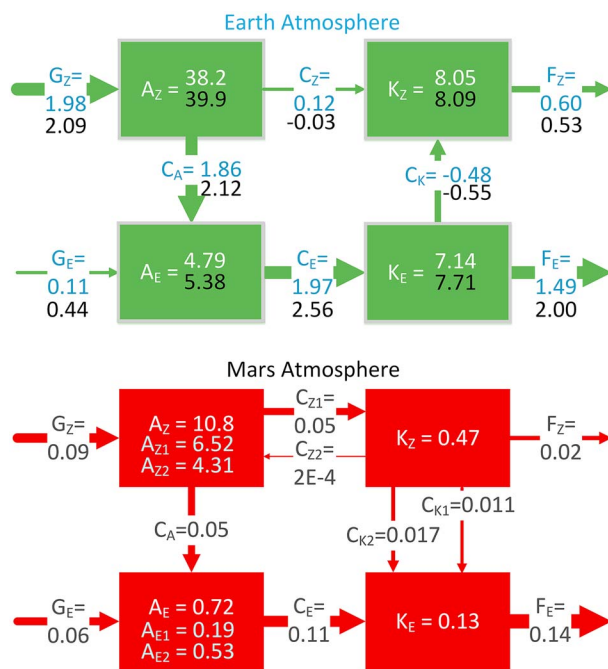 Earth Atmosphere
G_Z=
1.98
2.09
A_Z = 38.2
39.9
C_Z=
0.12
-0.03
K_Z = 8.05
8.09
F_Z=
0.60
0.53
C_A= 1.86
2.12
C_K= -0.48
-0.55
G_E=
0.11
0.44
A_E = 4.79
5.38
C_E=
1.97
2.56
K_E = 7.14
7.71
F_E=
1.49
2.00
Mars Atmosphere
G_Z=
0.09
A_Z = 10.8
A_Z1 = 6.52
A_Z2 = 4.31
C_Z1=
0.05
C_Z2=
2E-4
K_Z = 0.47
F_Z=
0.02
C_A=0.05
C_K1=0.011
C_K2=0.017
G_E=
0.06
A_E = 0.72
A_E1 = 0.19
A_E2 = 0.53
C_E=
0.11
K_E = 0.13
F_E=
0.14